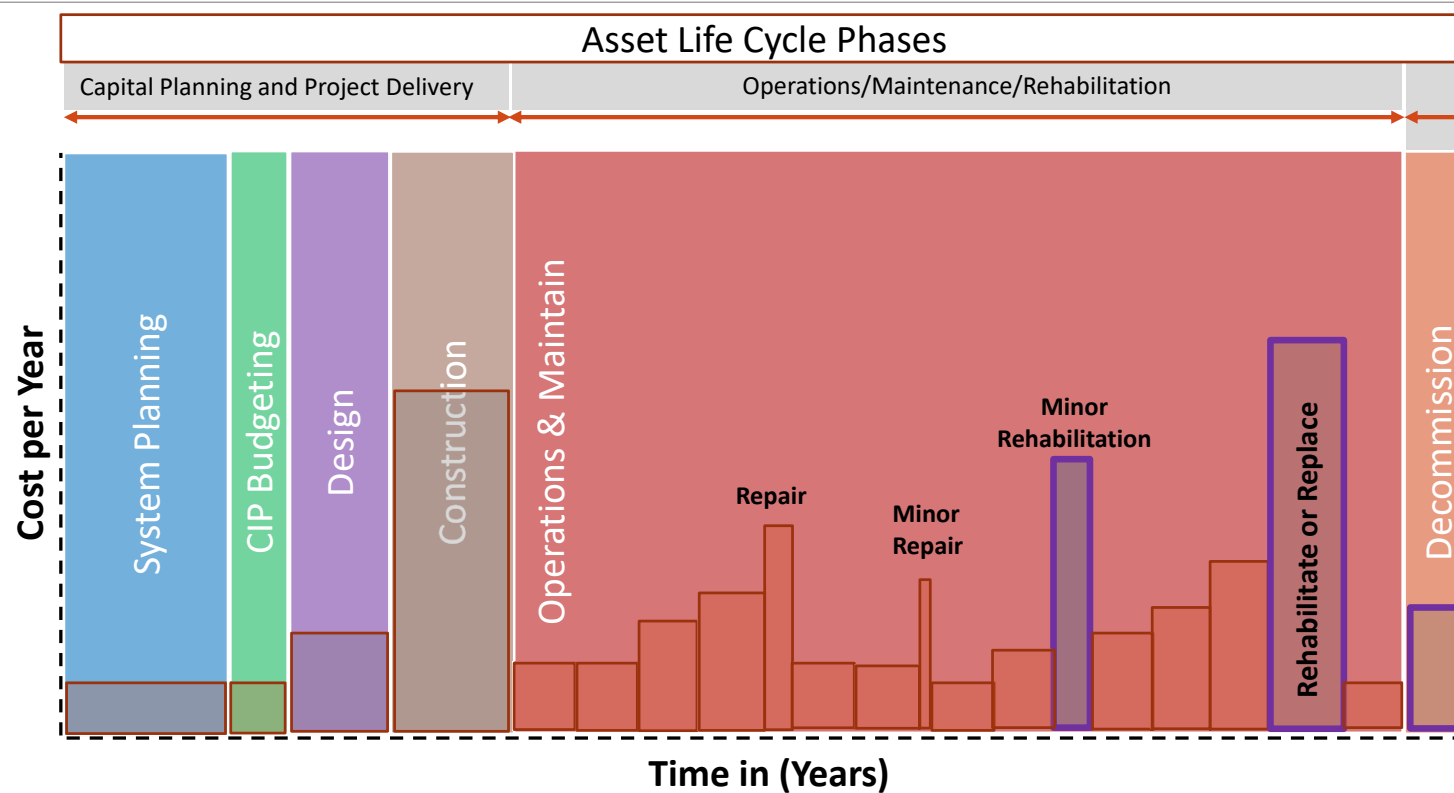 Asset Life Cycle Phases
Capital Planning and Project Delivery
Operations/Maintenance/Rehabilitation
Cost per Year
System Planning
CIP Budgeting
Design
Construction
Operations & Maintain
Repair
Minor
Repair
Minor
Rehabilitation
Rehabilitate or Replace
Decommission
Time in (Years)